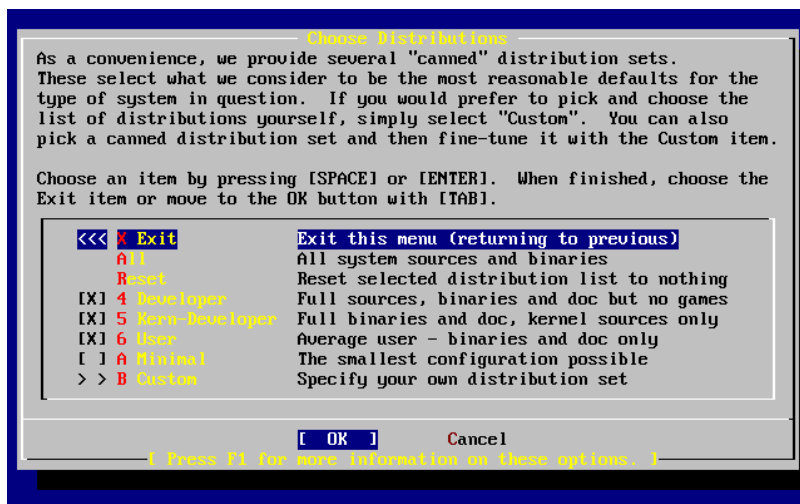 Choose Distributions
As a convenience, we provide several "canned" distribution sets.
These select what we consider to be the most reasonable defaults for the
type of system in question.  If you would prefer to pick and choose the
list of distributions yourself, simply select "Custom".  You can also
pick a canned distribution set and then fine-tune it with the Custom item.
Choose an item by pressing [SPACE] or [ENTER].  When finished, choose the
Exit item or move to the OK button with [TAB].
<<< X Exit Exit this menu (returning to previous)
All All system sources and binaries
Reset Reset selected distribution list to nothing
[X] 4 Developer Full sources, binaries and doc but no games
[X] 5 Kern-Developer Full binaries and doc, kernel sources only
[X] 6 User Average user - binaries and doc only
[ ] A Minimal The smallest configuration possible
> > B Custom Specify your own distribution set
[ OK ] Cancel
[ Press F1 for more information on these options. ]